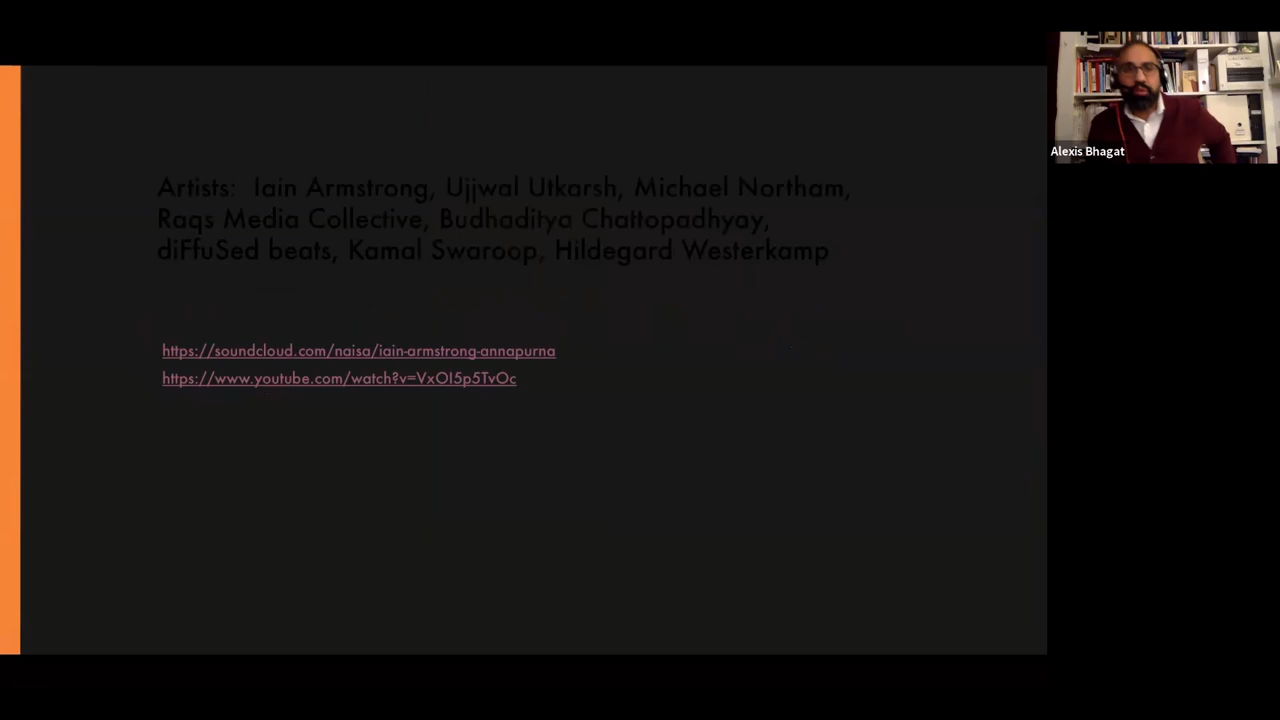 Artists: Iain Armstrong, Ujjwal Utkarsh, Michael Northam,
Raqs Media Collective, Budhaditya Chattopadhyay,
diFfuSed beats, Kamal Swaroop, Hildegard Westerkamp
https://soundcloud.com/naisa/iain-armstrong-annapurna
https://www.youtube.com/watch?v=VxOI5p5TvOc
Alexis Bhagat